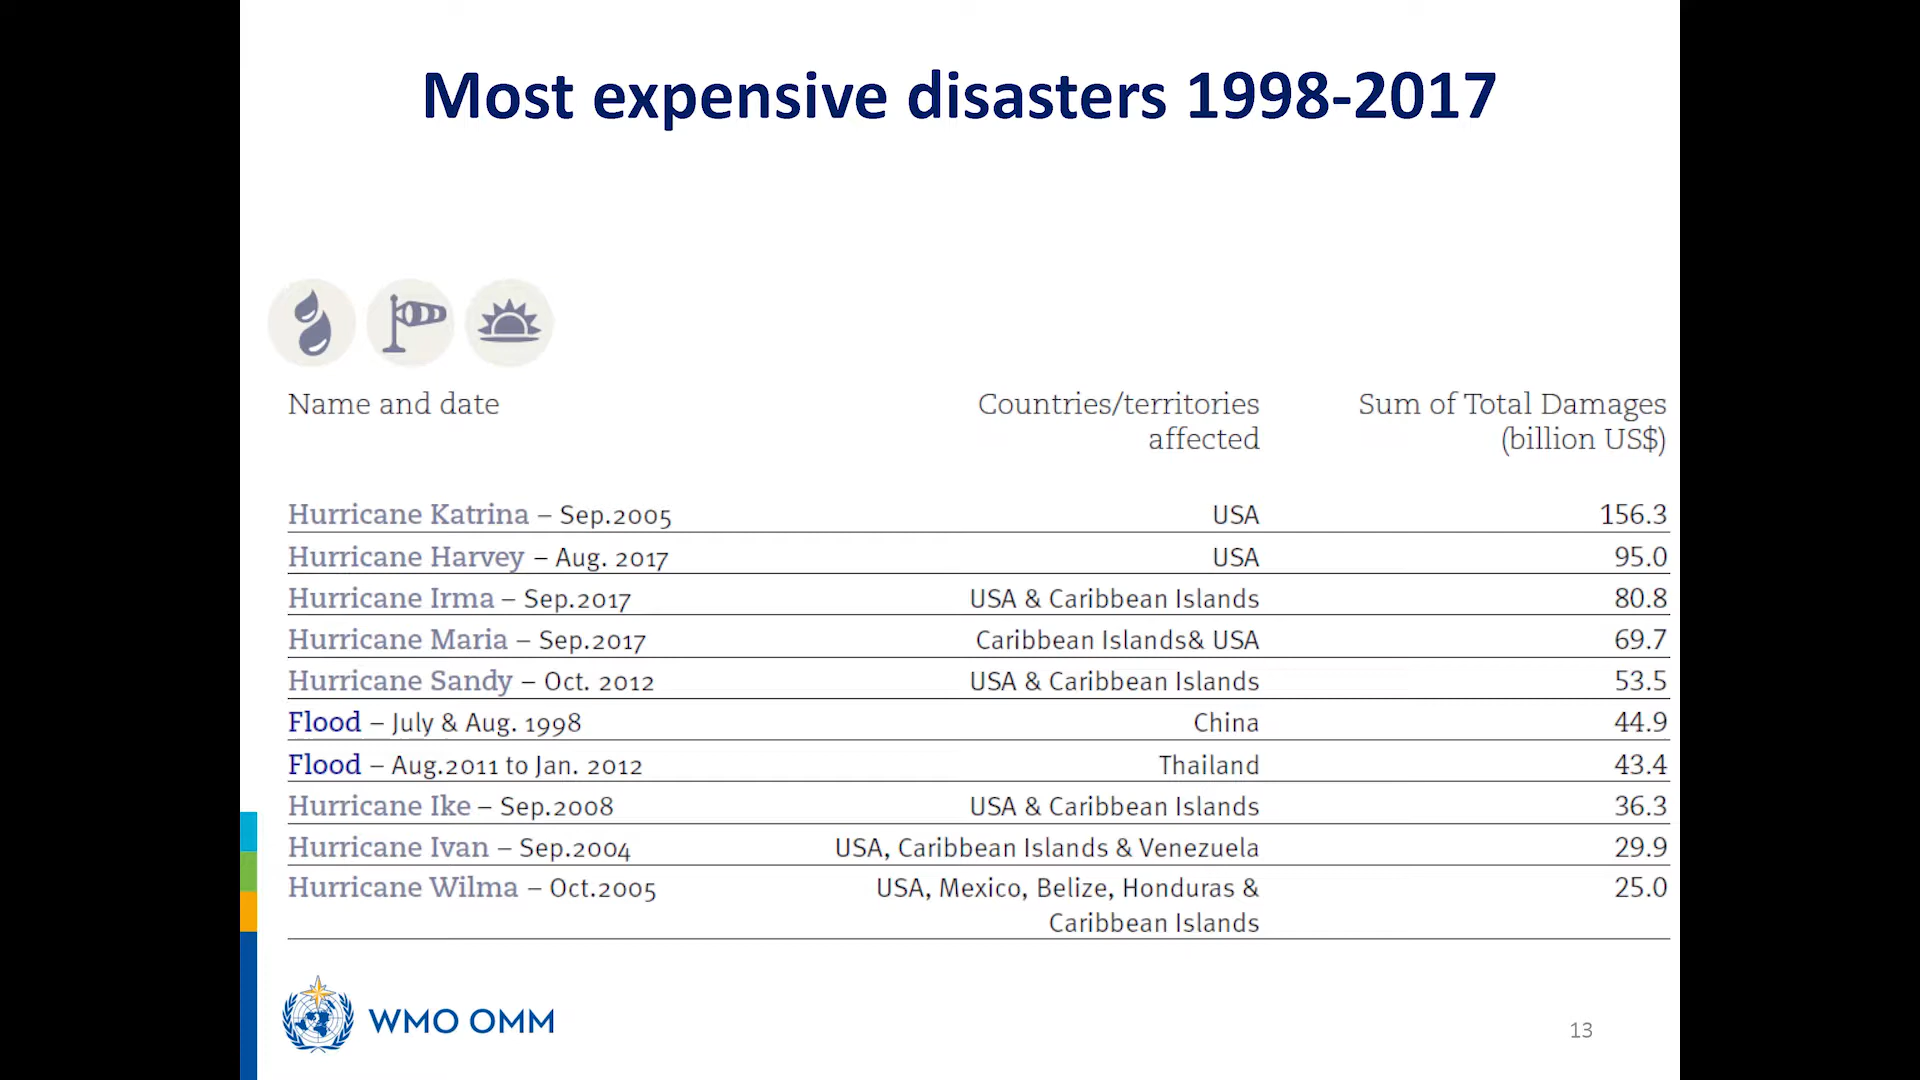 Most expensive disasters 1998-2017
Name and date
Countries/territories affected
Sum of Total Damages (billion US$)
Hurricane Katrina – Sep.2005 USA 156.3
Hurricane Harvey – Aug. 2017 USA 95.0
Hurricane Irma – Sep.2017 USA & Caribbean Islands 80.8
Hurricane Maria – Sep.2017 Caribbean Islands& USA 69.7
Hurricane Sandy – Oct. 2012 USA & Caribbean Islands 53.5
Flood – July & Aug. 1998 China 44.9
Flood – Aug.2011 to Jan. 2012 Thailand 43.4
Hurricane Ike – Sep.2008 USA & Caribbean Islands 36.3
Hurricane Ivan – Sep.2004 USA, Caribbean Islands & Venezuela 29.9
Hurricane Wilma – Oct.2005 USA, Mexico, Belize, Honduras & 25.0
Caribbean Islands
WMO OMM
13